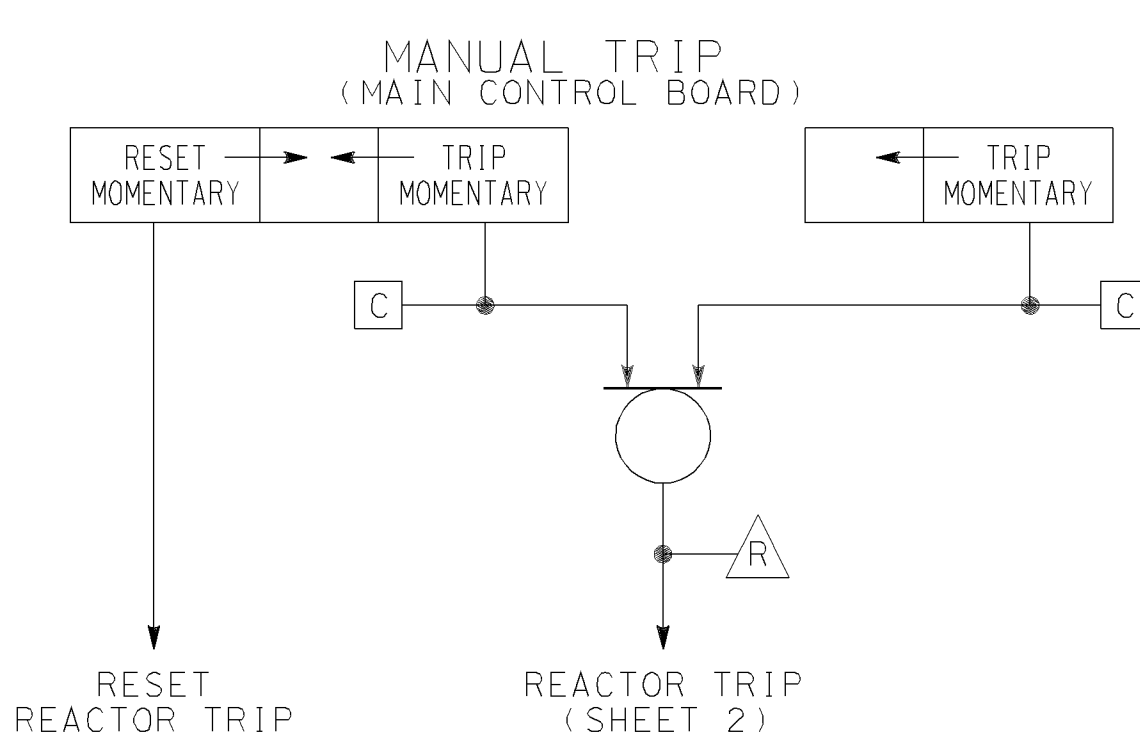 MANUAL TRIP
(MAIN CONTROL BOARD)
RESET
MOMENTARY
TRIP
MOMENTARY
TRIP
MOMENTARY
C
C
R
RESET
REACTOR TRIP
REACTOR TRIP
(SHEET 2)